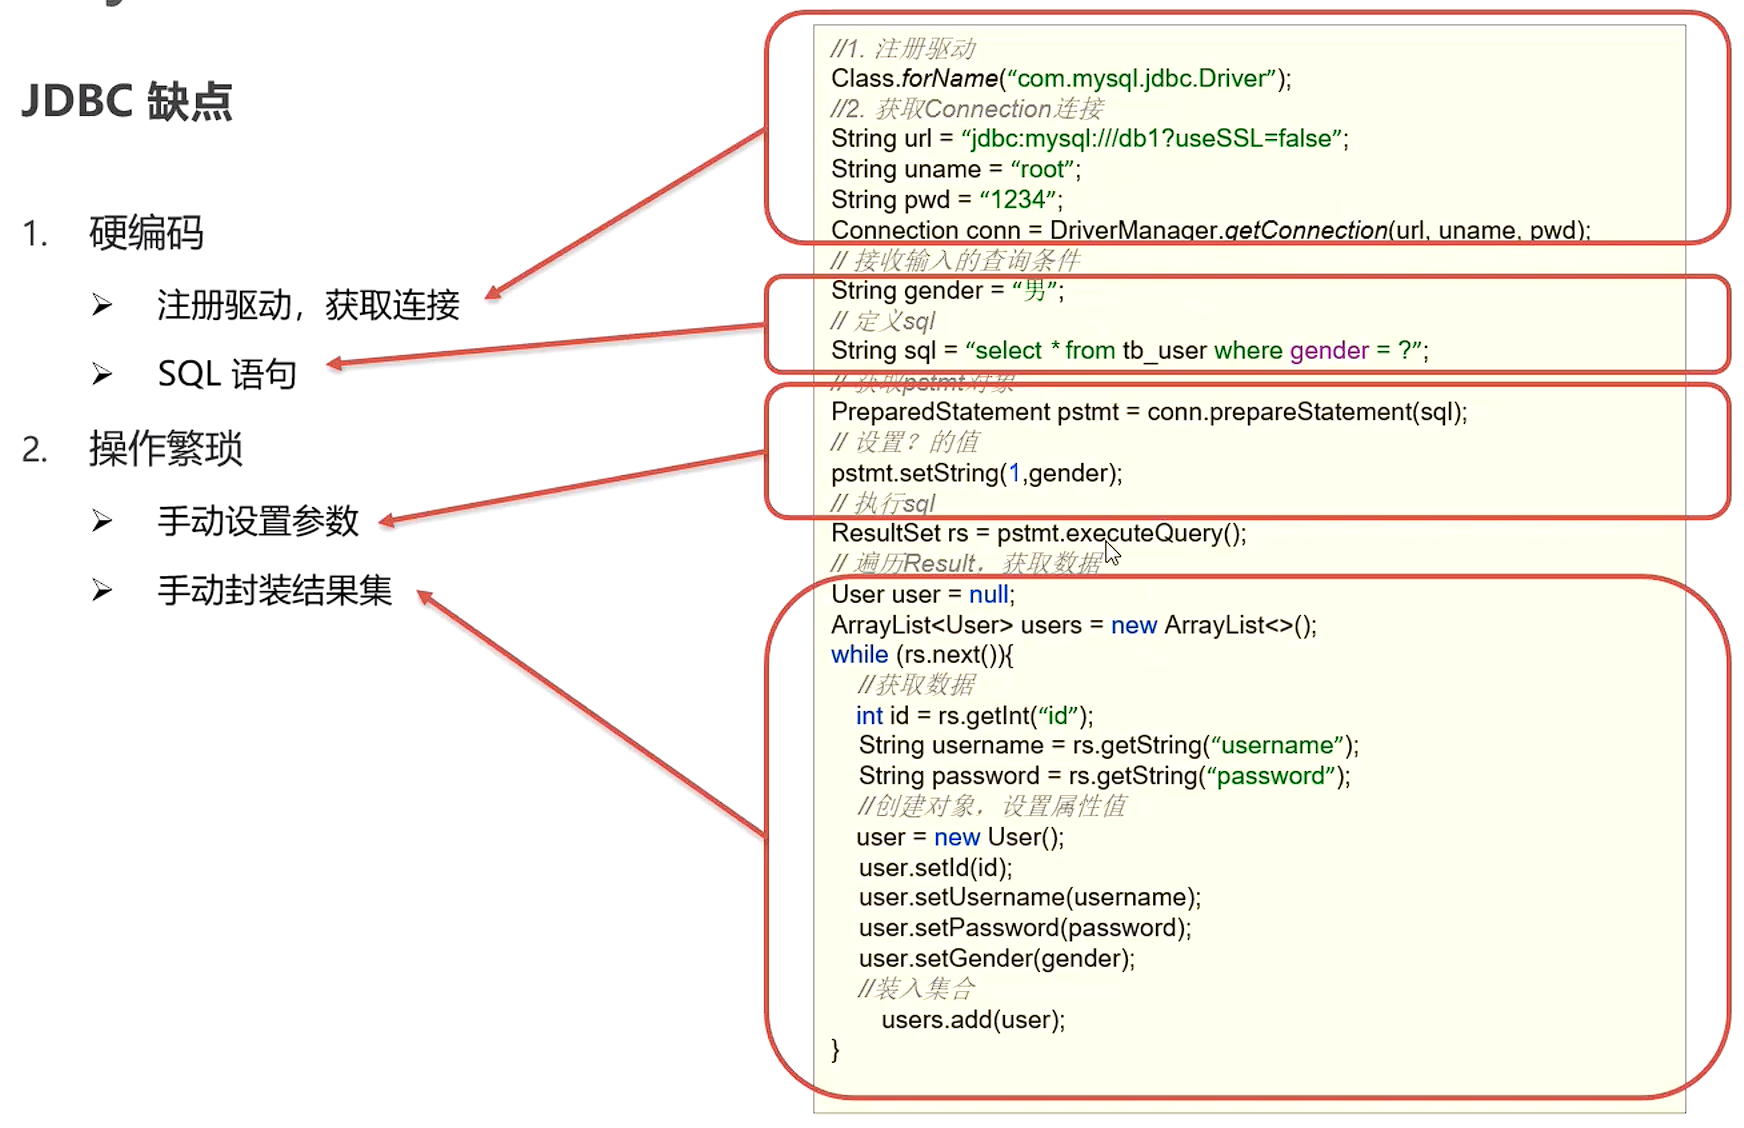 JDBC 缺点
1. 硬编码
➢ 注册驱动，获取连接
➢ SQL 语句
2. 操作繁琐
➢ 手动设置参数
➢ 手动封装结果集
//1. 注册驱动
Class.forName(“com.mysql.jdbc.Driver”);
//2. 获取Connection连接
String url = “jdbc:mysql:///db1?useSSL=false”;
String uname = “root”;
String pwd = “1234”;
Connection conn = DriverManager.getConnection(url, uname, pwd);
// 接收输入的查询条件
String gender = “男”;
// 定义sql
String sql = “select * from tb_user where gender = ?”;
// 获取pstmt对象
PreparedStatement pstmt = conn.prepareStatement(sql);
// 设置？的值
pstmt.setString(1,gender);
// 执行sql
ResultSet rs = pstmt.executeQuery();
// 遍历Result，获取数据
User user = null;
ArrayList<User> users = new ArrayList<>();
while (rs.next()){
//获取数据
int id = rs.getInt(“id”);
String username = rs.getString(“username”);
String password = rs.getString(“password”);
//创建对象，设置属性值
user = new User();
user.setId(id);
user.setUsername(username);
user.setPassword(password);
user.setGender(gender);
//装入集合
users.add(user);
}